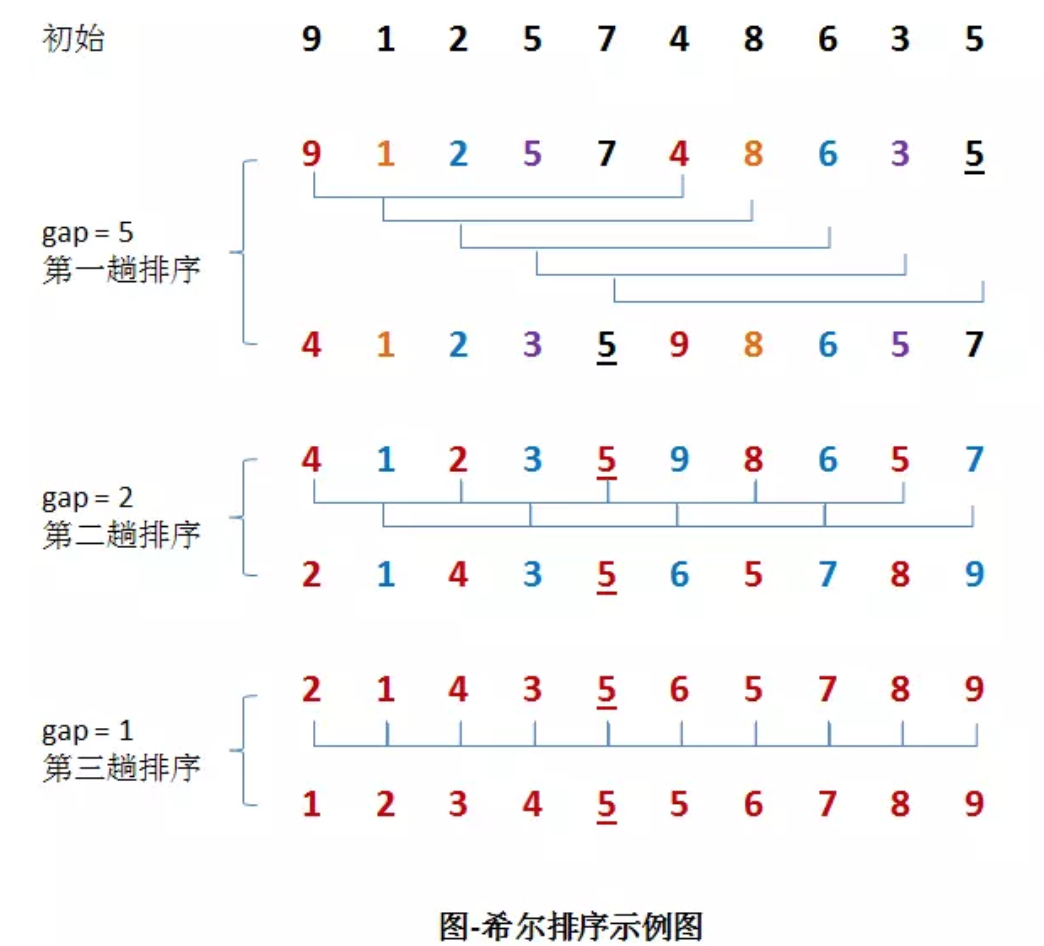 初始 9 1 2 5 7 4 8 6 3 5
9 1 2 5 7 4 8 6 3 5
gap = 5
第一趟排序
4 1 2 3 5 9 8 6 5 7
4 1 2 3 5 9 8 6 5 7
gap = 2
第二趟排序
2 1 4 3 5 6 5 7 8 9
2 1 4 3 5 6 5 7 8 9
gap = 1
第三趟排序
1 2 3 4 5 5 6 7 8 9
图-希尔排序示例图